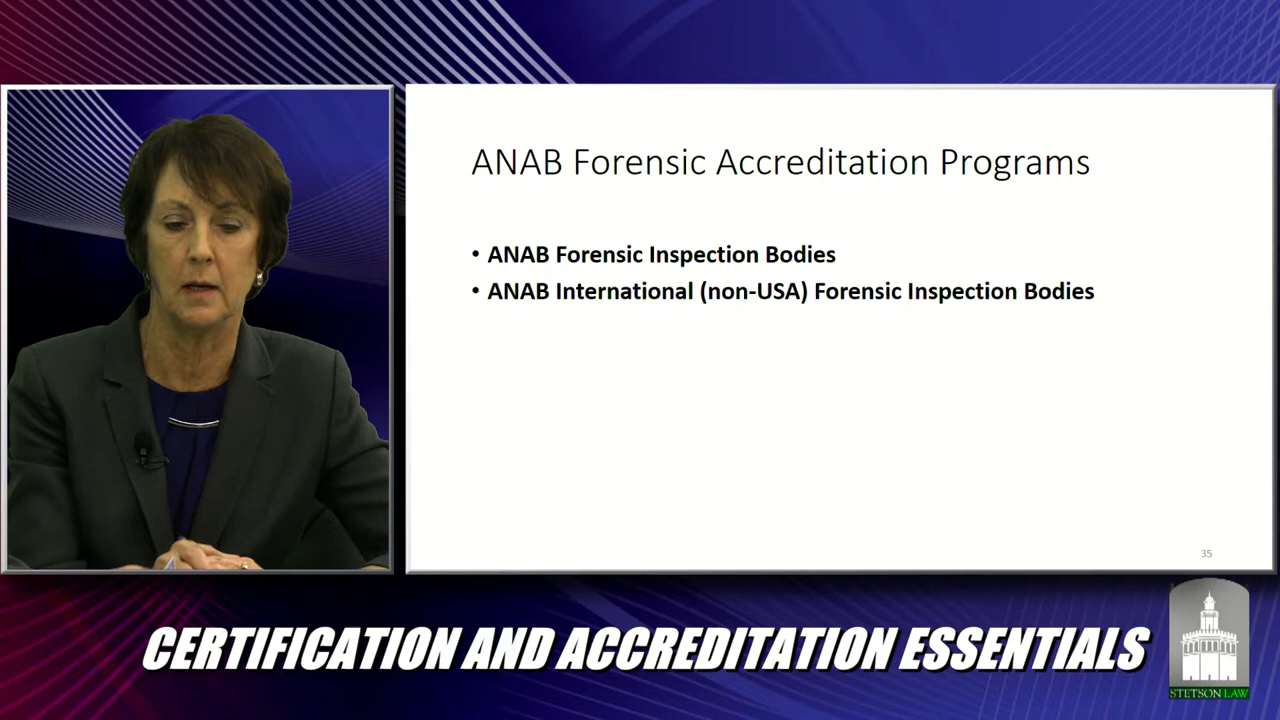 ANAB Forensic Accreditation Programs
• ANAB Forensic Inspection Bodies
• ANAB International (non-USA) Forensic Inspection Bodies
35
CERTIFICATION AND ACCREDITATION ESSENTIALS
STETSON LAW